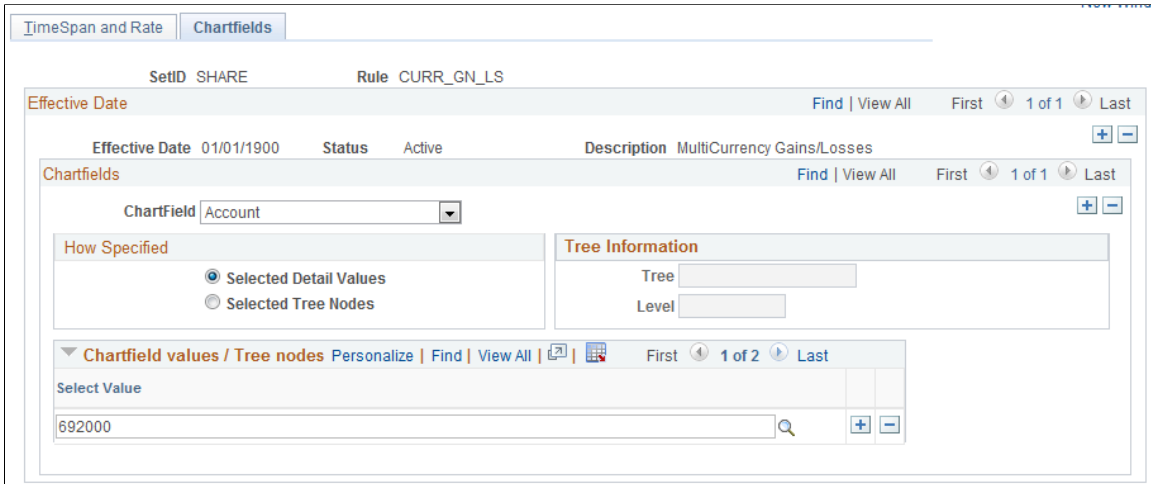 New Wind
TimeSpan and Rate Chartfields
SetID SHARE Rule CURR_GN_LS
Effective Date Find | View All First 1 of 1 Last
Effective Date 01/01/1900 Status Active Description MultiCurrency Gains/Losses
Chartfields Find | View All First 1 of 1 Last
ChartField Account
How Specified Tree Information
Selected Detail Values Tree
Selected Tree Nodes Level
Chartfield values / Tree nodes Personalize | Find | View All | | First 1 of 2 Last
Select Value
692000